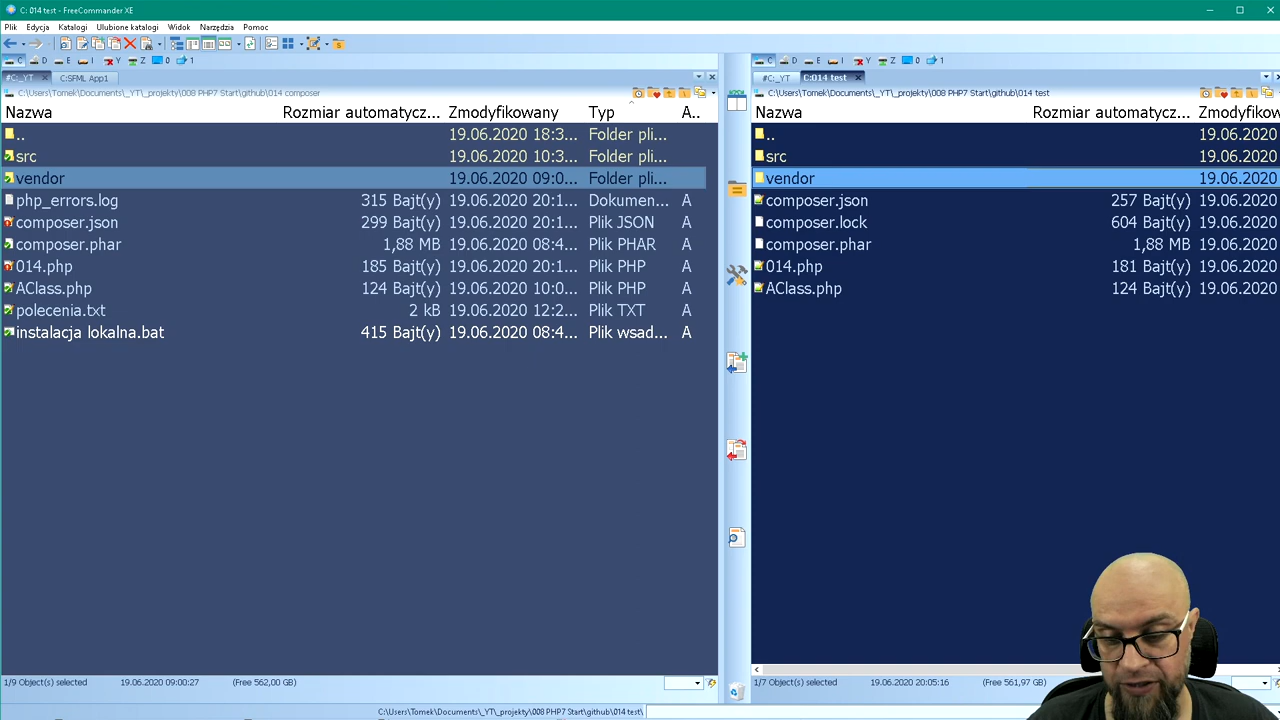 C: 014 test - FreeCommander XE
Plik Edycja Katalogi Ulubione katalogi Widok Narzędzia Pomoc
C D E I Y Z 0 1
C D E I Y Z 0 1
#C:_YT C:SFML App1
#C:_YT C:014 test
C:\Users\Tomek\Documents\_YT\_projekty\008 PHP7 Start\github\014 composer
C:\Users\Tomek\Documents\_YT\_projekty\008 PHP7 Start\github\014 test
Nazwa Rozmiar automatycz... Zmodyfikowany Typ A..
.. 19.06.2020 18:3... Folder pli...
src 19.06.2020 10:3... Folder pli...
vendor 19.06.2020 09:0... Folder pli...
php_errors.log 315 Bajt(y) 19.06.2020 20:1... Dokumen... A
composer.json 299 Bajt(y) 19.06.2020 20:1... Plik JSON A
composer.phar 1,88 MB 19.06.2020 08:4... Plik PHAR A
014.php 185 Bajt(y) 19.06.2020 20:1... Plik PHP A
AClass.php 124 Bajt(y) 19.06.2020 10:0... Plik PHP A
polecenia.txt 2 kB 19.06.2020 12:2... Plik TXT A
instalacja lokalna.bat 415 Bajt(y) 19.06.2020 08:4... Plik wsad... A
Nazwa Rozmiar automatycz... Zmodyfikow
.. 19.06.2020
src 19.06.2020
vendor 19.06.2020
composer.json 257 Bajt(y) 19.06.2020
composer.lock 604 Bajt(y) 19.06.2020
composer.phar 1,88 MB 19.06.2020
014.php 181 Bajt(y) 19.06.2020
AClass.php 124 Bajt(y) 19.06.2020
1/9 Object(s) selected 19.06.2020 09:00:27 (Free 562,00 GB)
1/7 Object(s) selected 19.06.2020 20:05:16 (Free 561,97 GB)
C:\Users\Tomek\Documents\_YT\_projekty\008 PHP7 Start\github\014 test\